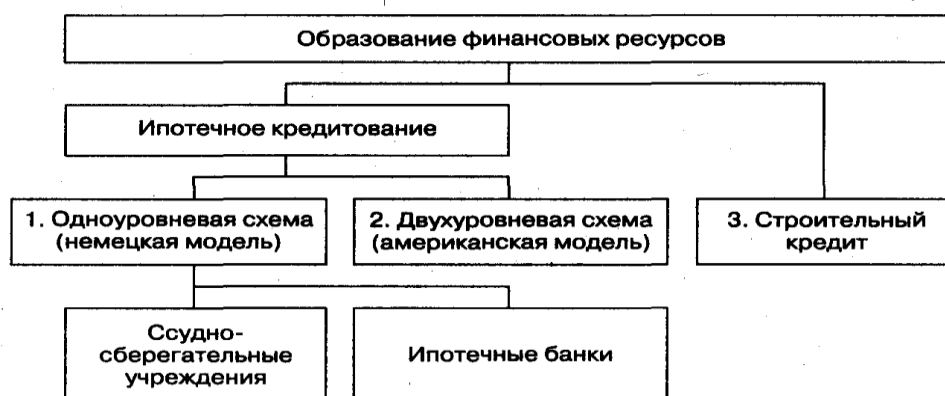 Образование финансовых ресурсов
Ипотечное кредитование
1. Одноуровневая схема
(немецкая модель)
2. Двухуровневая схема
(американская модель)
3. Строительный
кредит
Ссудно-
сберегательные
учреждения
Ипотечные банки